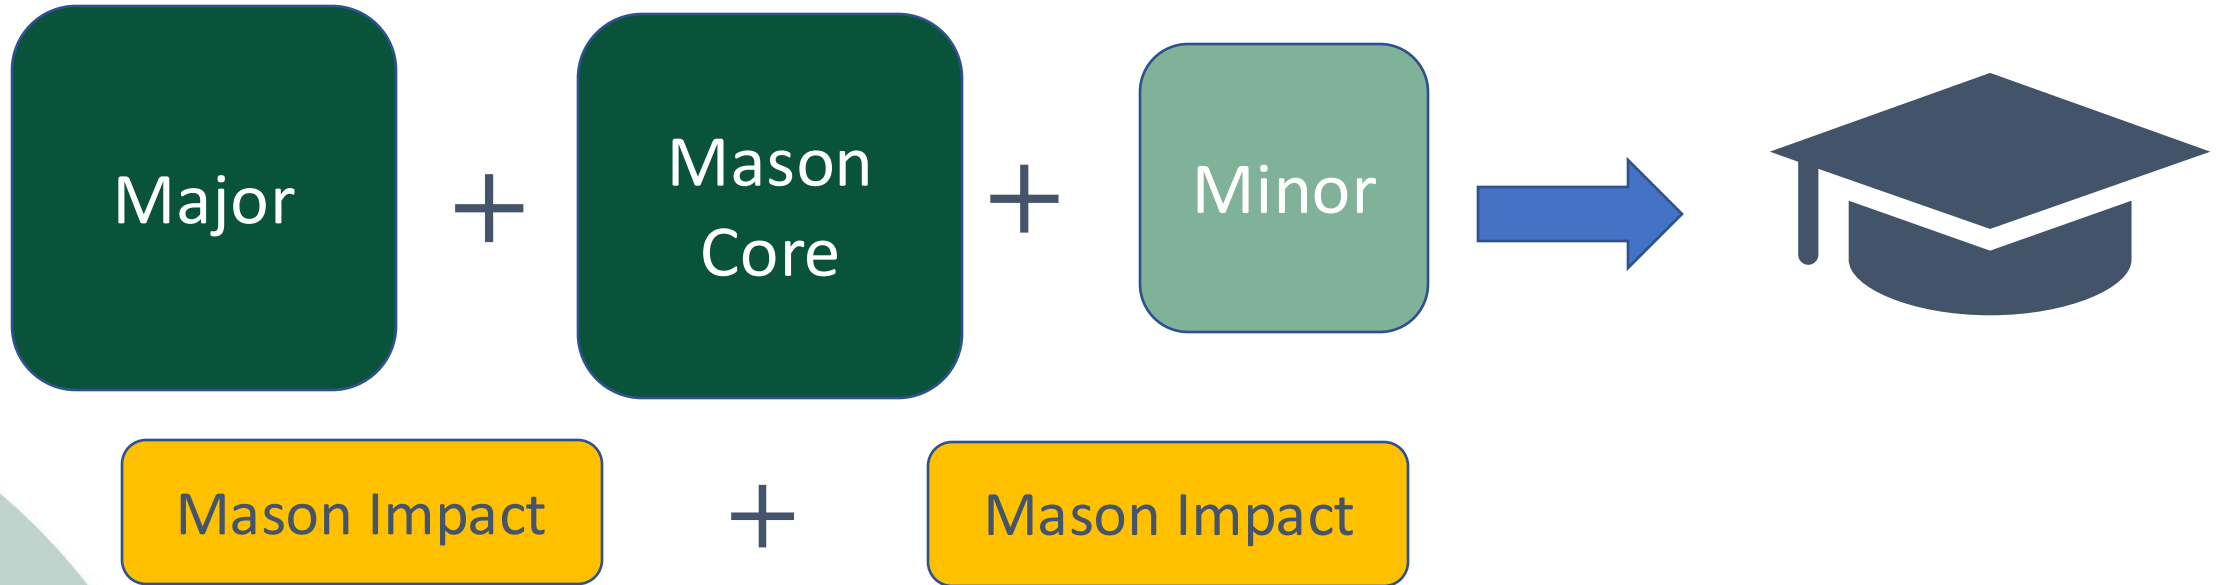 Major
+
Mason
Core
+
Minor
Mason Impact
+
Mason Impact